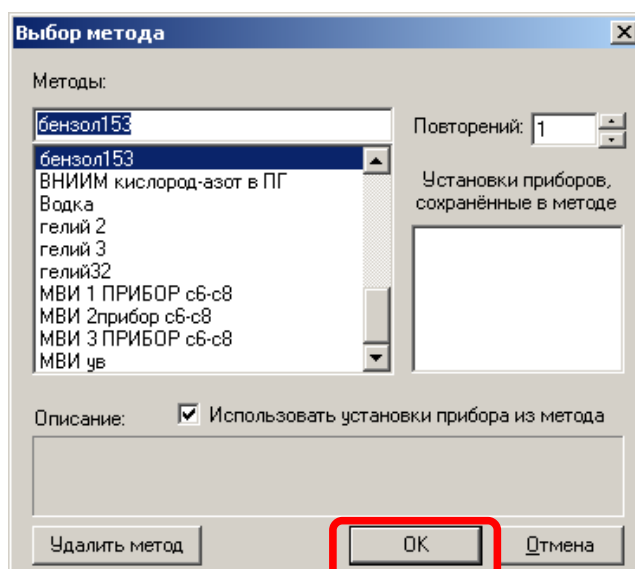 Выбор метода
Методы:
бензол153
Повторений: 1
бензол153
ВНИИМ кислород-азот в ПГ
Водка
гелий 2
гелий 3
гелий32
МВИ 1 ПРИБОР с6-с8
МВИ 2прибор с6-с8
МВИ 3 ПРИБОР с6-с8
МВИ ув
Установки приборов,
сохранённые в методе
Описание:
Использовать установки прибора из метода
Удалить метод
OK
Отмена